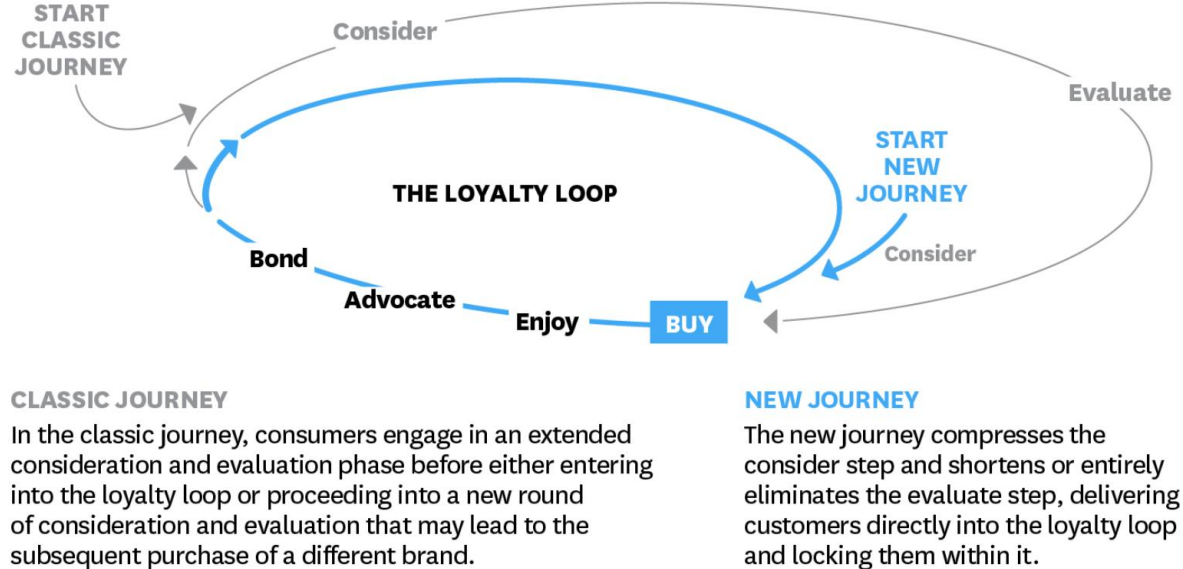 START
CLASSIC
JOURNEY
Consider
Evaluate
START
NEW
JOURNEY
THE LOYALTY LOOP
Consider
Bond
Advocate
Enjoy
BUY
CLASSIC JOURNEY
In the classic journey, consumers engage in an extended
consideration and evaluation phase before either entering
into the loyalty loop or proceeding into a new round
of consideration and evaluation that may lead to the
subsequent purchase of a different brand.
NEW JOURNEY
The new journey compresses the
consider step and shortens or entirely
eliminates the evaluate step, delivering
customers directly into the loyalty loop
and locking them within it.